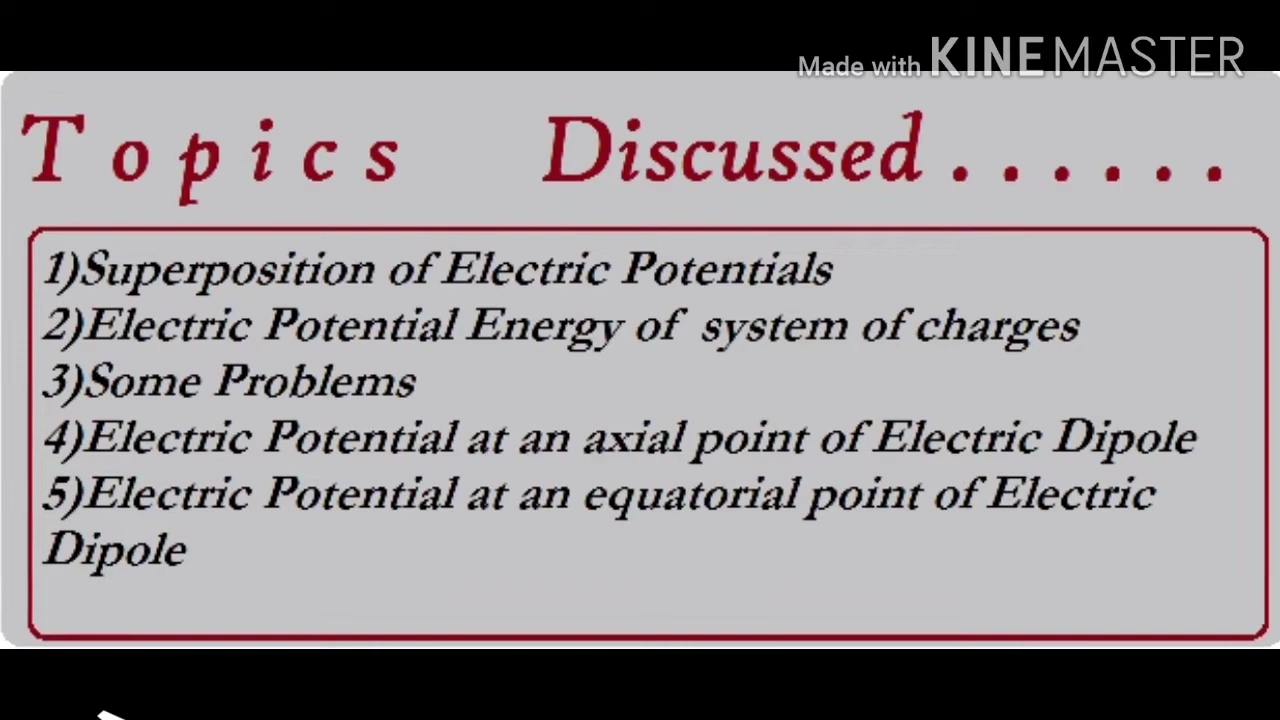 Made with KINEMASTER
Topics Discussed......
1)Superposition of Electric Potentials
2)Electric Potential Energy of system of charges
3)Some Problems
4)Electric Potential at an axial point of Electric Dipole
5)Electric Potential at an equatorial point of Electric
Dipole